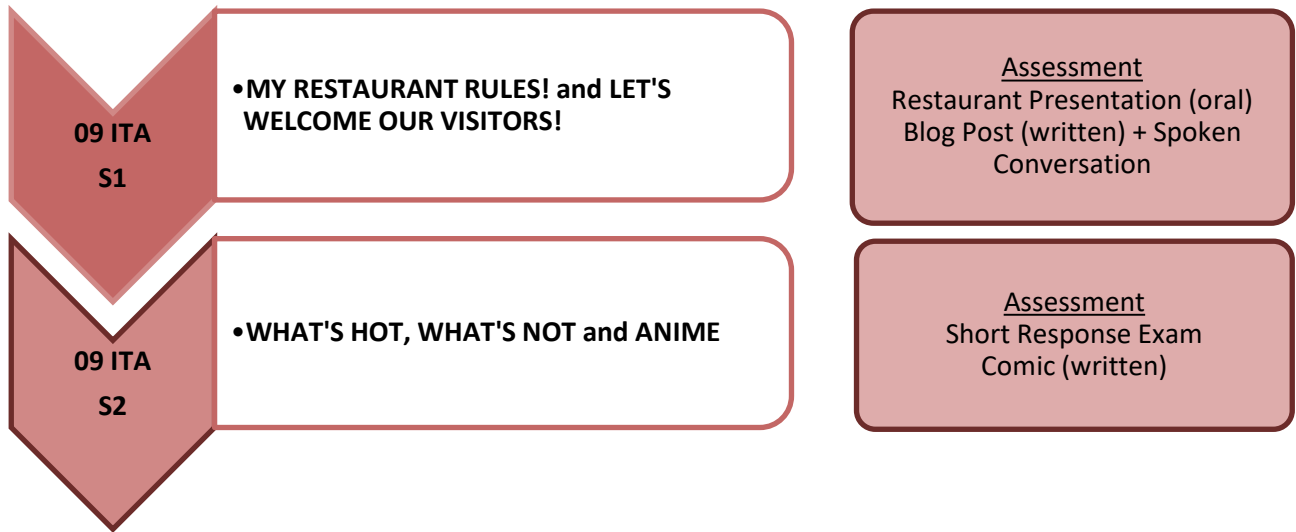 09 ITA
S1
•MY RESTAURANT RULES! and LET'S
WELCOME OUR VISITORS!
Assessment
Restaurant Presentation (oral)
Blog Post (written) + Spoken
Conversation
09 ITA
S2
•WHAT'S HOT, WHAT'S NOT and ANIME
Assessment
Short Response Exam
Comic (written)